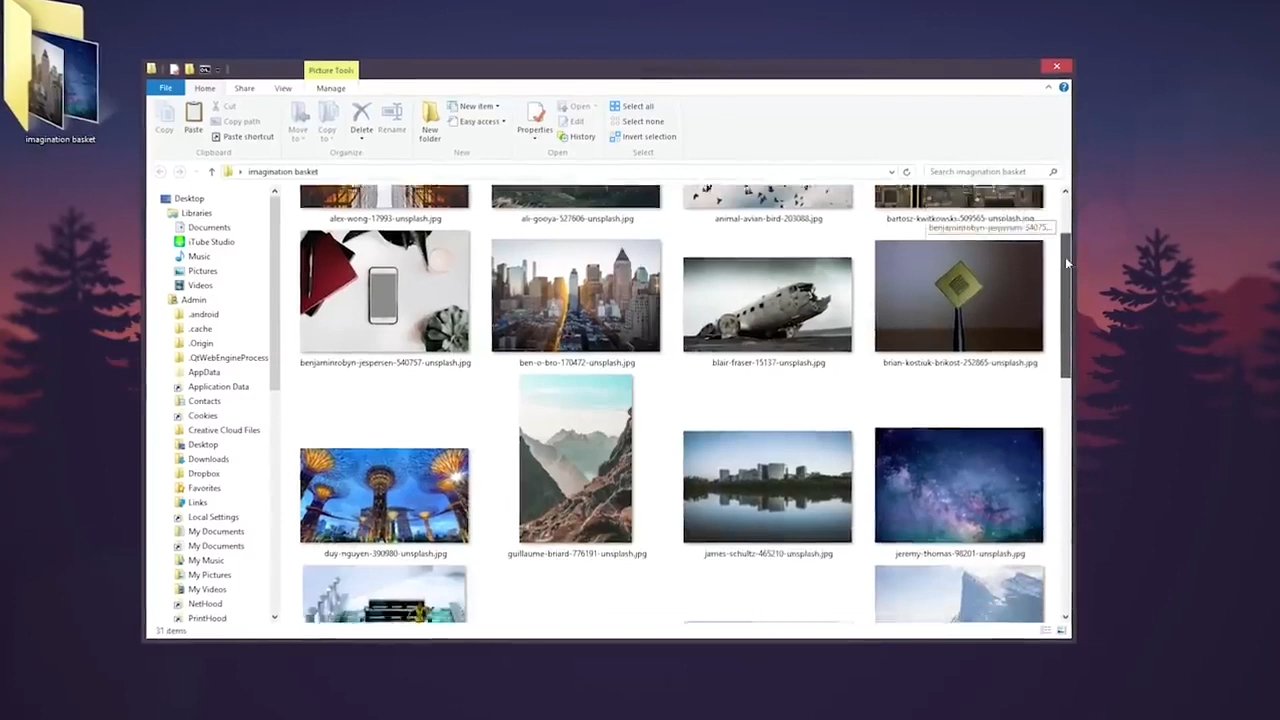 imagination basket
Picture Tools
File
Home
Share
View
Manage
Copy
Paste
Cut
Copy path
Paste shortcut
Clipboard
Move to
Copy to
Delete
Rename
Organize
New folder
New item
Easy access
New
Properties
Open
Edit
History
Open
Select all
Select none
Invert selection
Select
imagination basket
Search imagination basket
Desktop
Libraries
Documents
iTube Studio
Music
Pictures
Videos
Admin
.android
.cache
.Origin
.QtWebEngineProcess
AppData
Application Data
Contacts
Cookies
Creative Cloud Files
Desktop
Downloads
Dropbox
Favorites
Links
Local Settings
My Documents
My Documents
My Music
My Pictures
My Videos
NetHood
PrintHood
alex-wong-17993-unsplash.jpg
ali-gooya-527606-unsplash.jpg
animal-avian-bird-203088.jpg
bartosz-kwitkowski-509565-unsplash.jpg
benjaminrobyn-jespersen-54075...
benjaminrobyn-jespersen-540757-unsplash.jpg
ben-o-bro-170472-unsplash.jpg
blair-fraser-15137-unsplash.jpg
brian-kostiuk-brikost-252865-unsplash.jpg
duy-nguyen-390980-unsplash.jpg
guillaume-briard-776191-unsplash.jpg
james-schultz-465210-unsplash.jpg
jeremy-thomas-98201-unsplash.jpg
31 items